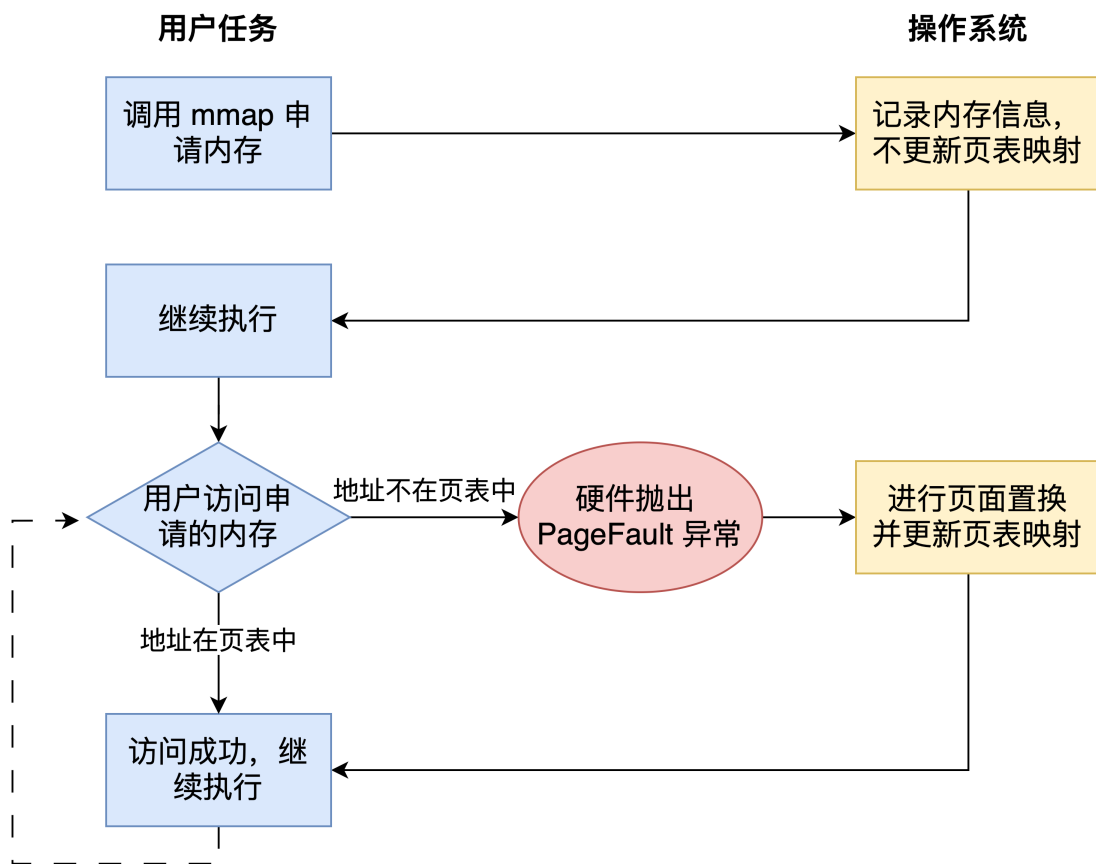 用户任务
操作系统
调用 mmap 申
请内存
记录内存信息，
不更新页表映射
继续执行
用户访问申
请的内存
地址不在页表中
硬件抛出
PageFault 异常
进行页面置换
并更新页表映射
地址在页表中
访问成功，继
续执行